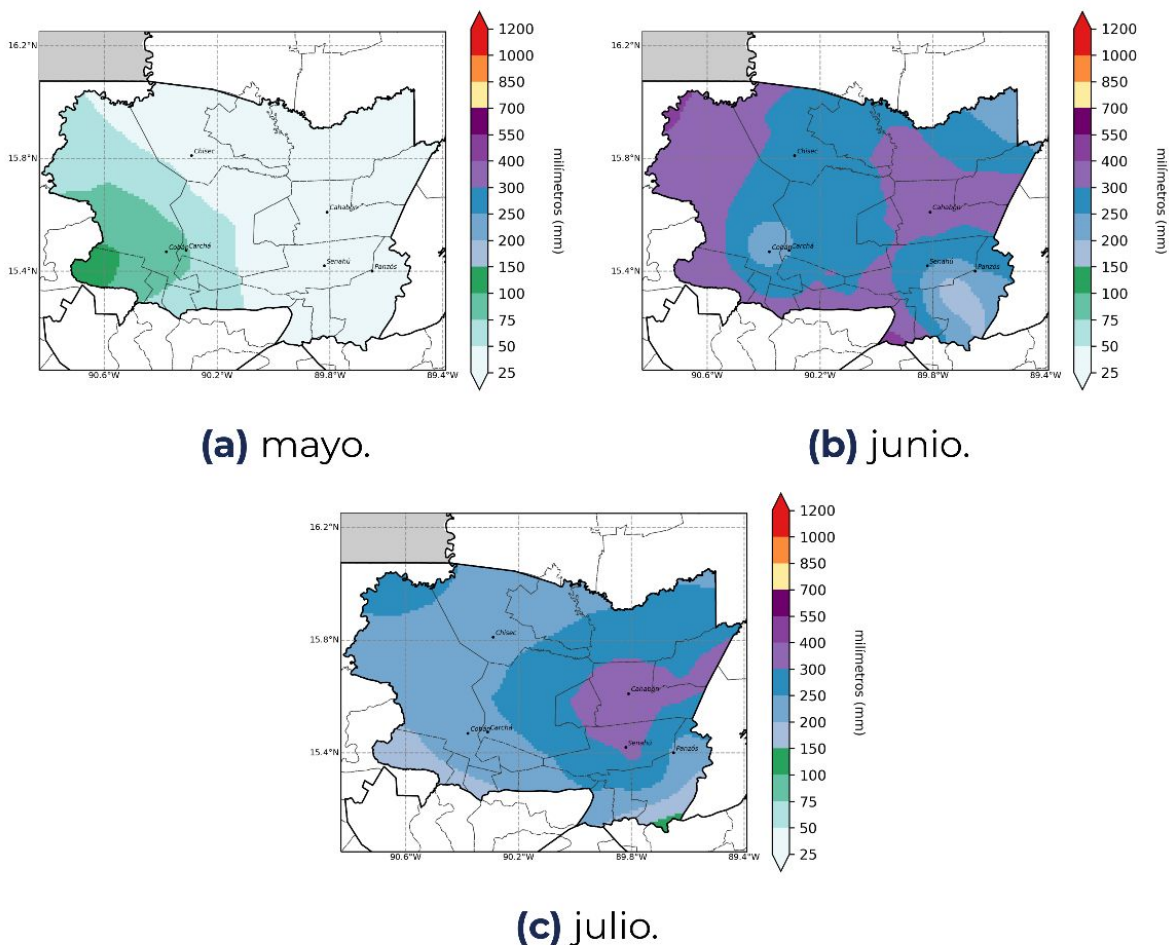 1200
1000
850
700
550
400
300
250
200
150
100
75
50
25
milímetros (mm)
16.2°N
15.8°N
15.4°N
90.6°W
90.2°W
89.8°W
89.4°W
Chisec
Cahabón
Carchá
Senahú
Panzós
(a) mayo.
1200
1000
850
700
550
400
300
250
200
150
100
75
50
25
milímetros (mm)
16.2°N
15.8°N
15.4°N
90.6°W
90.2°W
89.8°W
89.4°W
Chisec
Cahabón
Carchá
Senahú
Panzós
(b) junio.
1200
1000
850
700
550
400
300
250
200
150
100
75
50
25
milímetros (mm)
16.2°N
15.8°N
15.4°N
90.6°W
90.2°W
89.8°W
89.4°W
Chisec
Cahabón
Carchá
Senahú
Panzós
(c) julio.